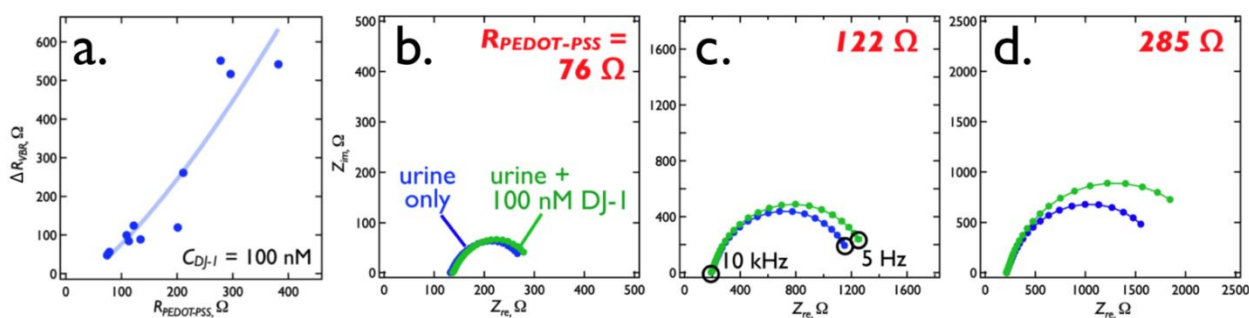 a.
600
500
400
300
200
100
0
ΔR_VBR, Ω
0
100
200
300
400
R_PEDOT-PSS, Ω
C_DJ-1 = 100 nM
b.
R_PEDOT-PSS =
76 Ω
500
400
300
200
100
0
Z_im, Ω
urine
only
urine +
100 nM DJ-1
0
100
200
300
400
500
Z_re, Ω
c.
122 Ω
1600
1200
800
400
0
10 kHz
5 Hz
0
400
800
1200
1600
Z_re, Ω
d.
285 Ω
2500
2000
1500
1000
500
0
0
500
1000
1500
2000
2500
Z_re, Ω